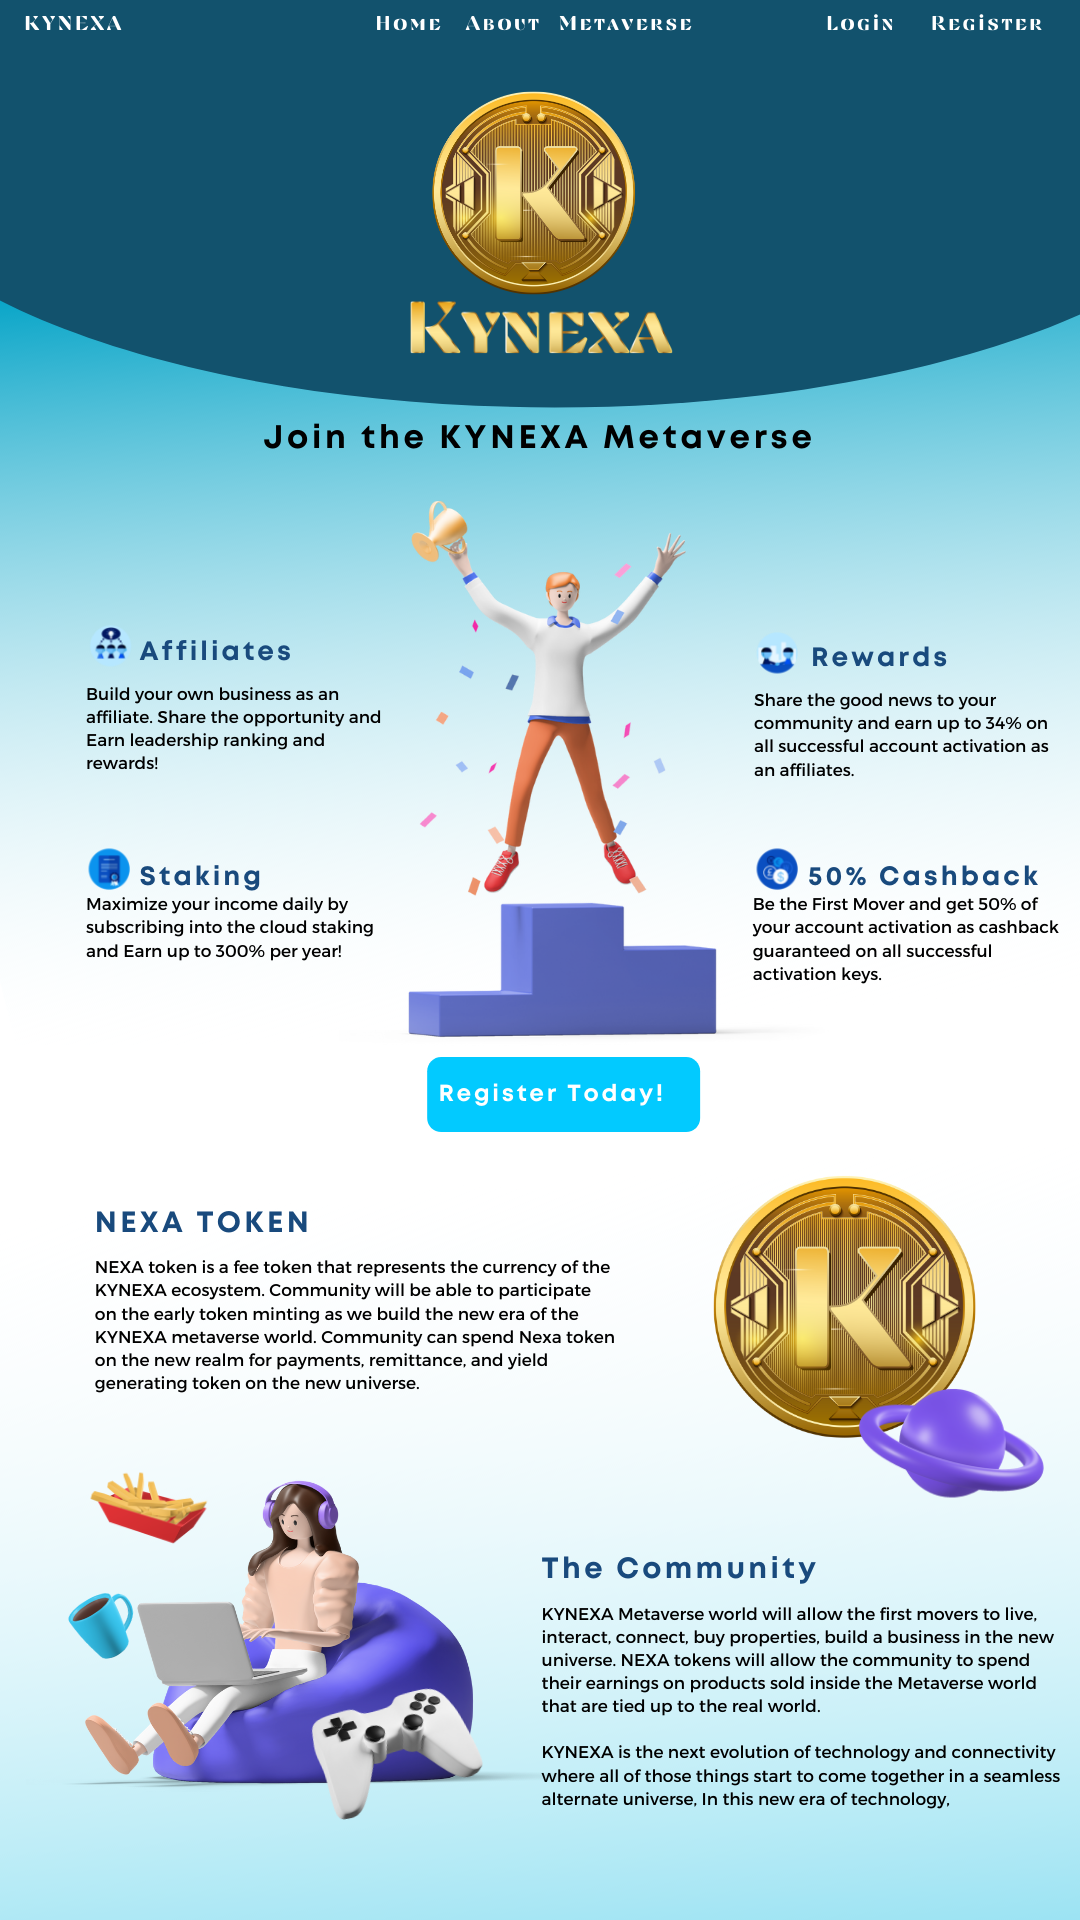 KYNEXA
Home About Metaverse
Login Register
K
KYNEXA
Join the KYNEXA Metaverse
Affiliates
Build your own business as an
affiliate. Share the opportunity and
Earn leadership ranking and
rewards!
Rewards
Share the good news to your
community and earn up to 34% on
all successful account activation as
an affiliates.
Staking
Maximize your income daily by
subscribing into the cloud staking
and Earn up to 300% per year!
50% Cashback
Be the First Mover and get 50% of
your account activation as cashback
guaranteed on all successful
activation keys.
Register Today!
NEXA TOKEN
NEXA token is a fee token that represents the currency of the
KYNEXA ecosystem. Community will be able to participate
on the early token minting as we build the new era of the
KYNEXA metaverse world. Community can spend Nexa token
on the new realm for payments, remittance, and yield
generating token on the new universe.
K
The Community
KYNEXA Metaverse world will allow the first movers to live,
interact, connect, buy properties, build a business in the new
universe. NEXA tokens will allow the community to spend
their earnings on products sold inside the Metaverse world
that are tied up to the real world.
KYNEXA is the next evolution of technology and connectivity
where all of those things start to come together in a seamless
alternate universe, In this new era of technology,